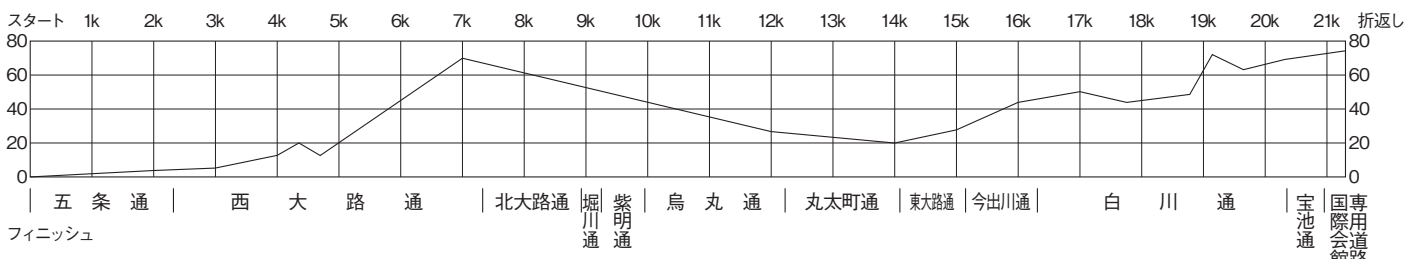 スタート 1k 2k 3k 4k 5k 6k 7k 8k 9k 10k 11k 12k 13k 14k 15k 16k 17k 18k 19k 20k 21k 折返し
80 80
60 60
40 40
20 20
0 0
五条通 西大路通 北大路通 堀川通 紫明通 烏丸通 丸太町通 東大路通 今出川通 白川通 宝池通 国際会館専用道路
フィニッシュ